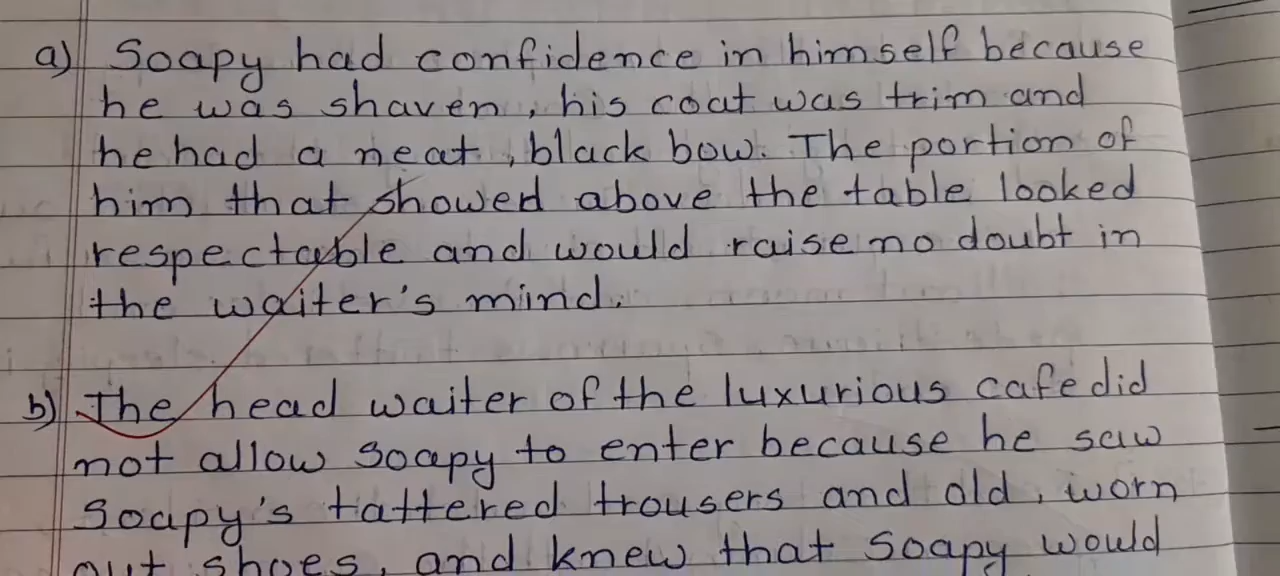 a) Soapy had confidence in himself because
he was shaven, his coat was trim and
he had a neat, black bow. The portion of
him that showed above the table looked
respectable and would raise no doubt in
the waiter's mind.
b) The head waiter of the luxurious cafe did
not allow Soapy to enter because he saw
Soapy's tattered trousers and old, worn
out shoes, and knew that Soapy would